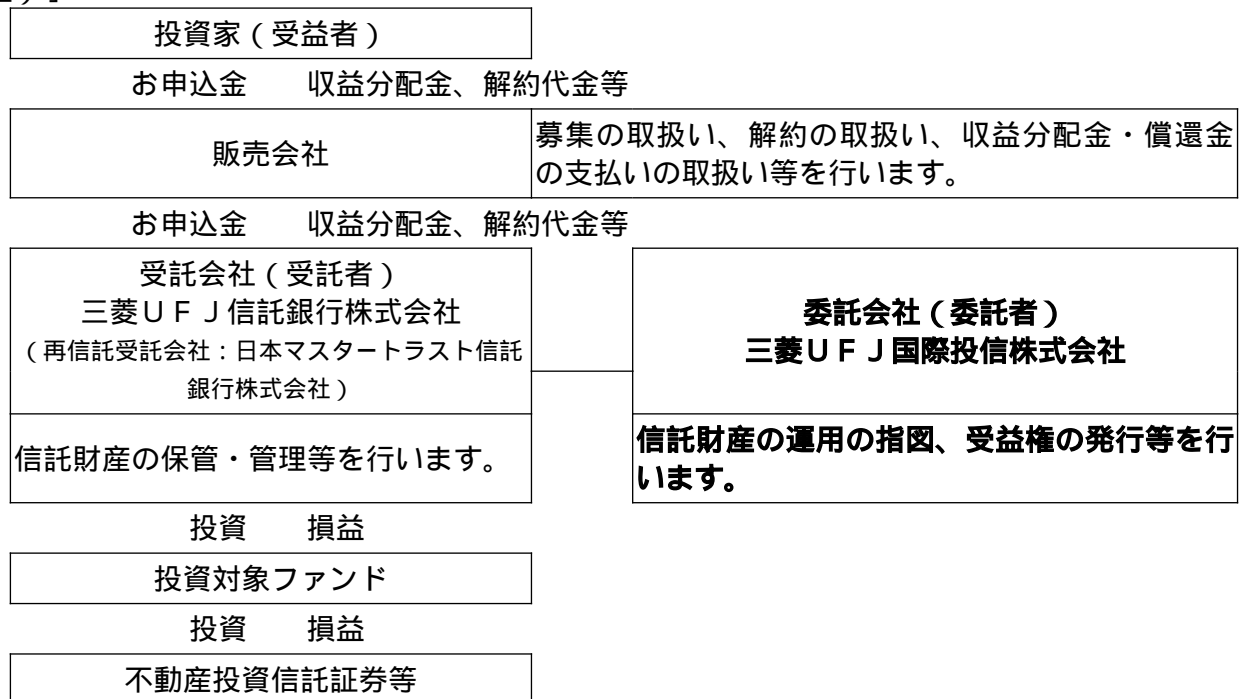 投資家（受益者）
お申込金　　収益分配金、解約代金等
販売会社
募集の取扱い、解約の取扱い、収益分配金・償還金
の支払いの取扱い等を行います。
お申込金　　収益分配金、解約代金等
受託会社（受託者）
三菱ＵＦＪ信託銀行株式会社
（再信託受託会社：日本マスタートラスト信託
銀行株式会社）
委託会社（委託者）
三菱ＵＦＪ国際投信株式会社
信託財産の保管・管理等を行います。
信託財産の運用の指図、受益権の発行等を行
います。
投資　　損益
投資対象ファンド
投資　　損益
不動産投資信託証券等